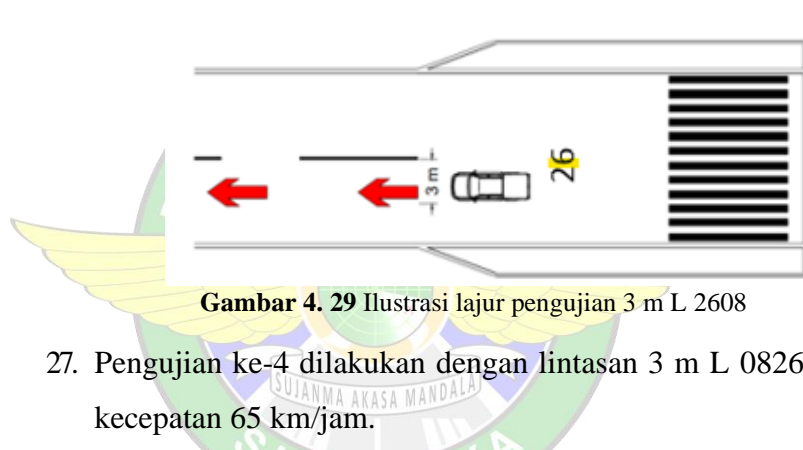 26
3 m
Gambar 4. 29 Ilustrasi lajur pengujian 3 m L 2608
27. Pengujian ke-4 dilakukan dengan lintasan 3 m L 0826
SUJANMA AKASA MANDALA
kecepatan 65 km/jam.